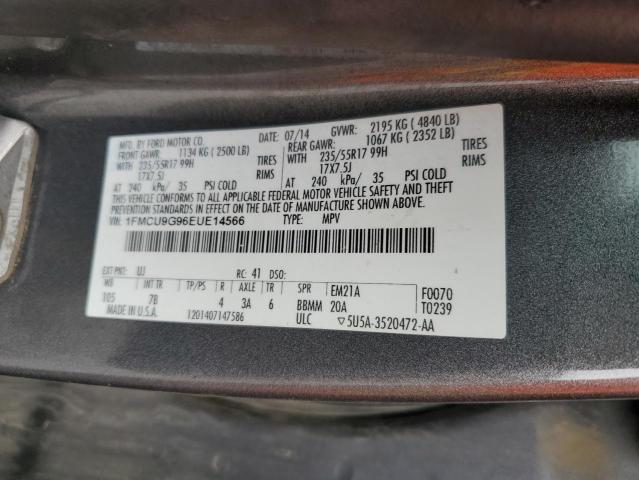 MFD. BY FORD MOTOR CO. 07/14 GVWR: 2195 KG ( 4840 LB)
FRONT GAWR: 1134 KG ( 2500 LB) REAR GAWR: 1067 KG ( 2352 LB)
WITH 235/55R17 99H TIRES WITH 235/55R17 99H TIRES
17X7.5J RIMS 17X7.5J RIMS
AT 240 kPa/ 35 PSI COLD AT 240 kPa/ 35 PSI COLD
THIS VEHICLE CONFORMS TO ALL APPLICABLE FEDERAL MOTOR VEHICLE SAFETY AND THEFT
PREVENTION STANDARDS IN EFFECT ON THE DATE OF MANUFACTURE SHOWN ABOVE.
VIN: 1FMCU9G96EUE14566 TYPE: MPV
EXT PNT: UJ RC: 41 DSO:
WB INT TR TP/PS R AXLE TR SPR EM21A F0070
105 7B 4 3A 6 BBMM 20A T0239
MADE IN U.S.A. 1201407147586 ULC ▽5U5A-3520472-AA